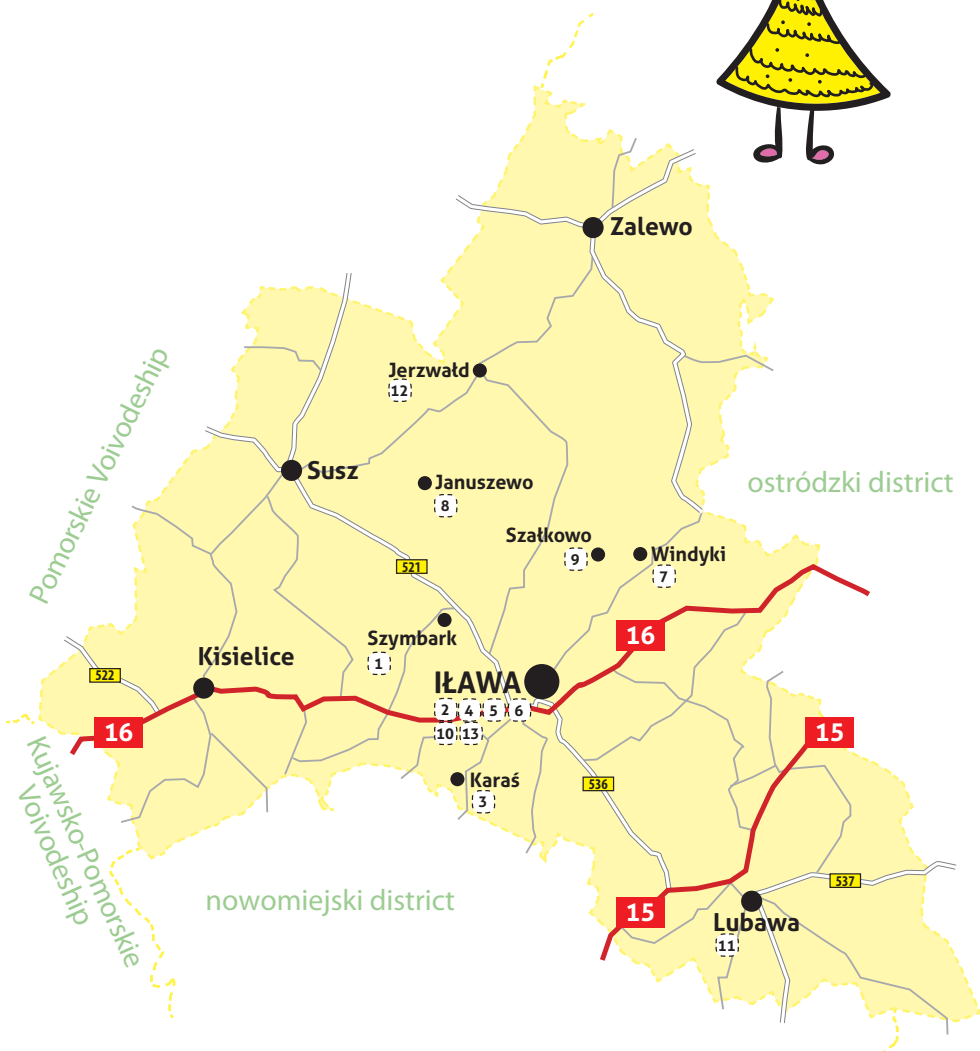 Zalewo
Jerzwałd
12
Pomorskie Voivodeship
Susz
Januszewo
8
ostródzki district
Szałkowo
9
Windyki
7
521
Szymbark
1
16
Kisielice
522
IŁAWA
2 4 5 6
10 13
16
15
Karaś
3
536
Kujawsko-Pomorskie
Voivodeship
nowomiejski district
537
15
Lubawa
11